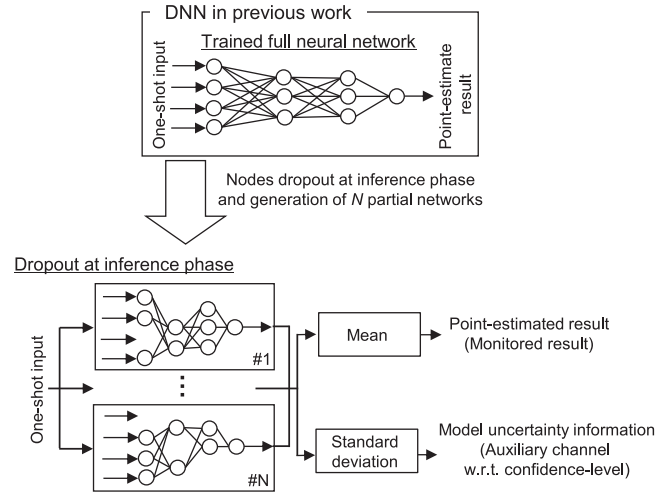 DNN in previous work
Trained full neural network
One-shot input
Point-estimate
result
Nodes dropout at inference phase
and generation of N partial networks
Dropout at inference phase
One-shot input
#1
#N
Mean
Standard
deviation
Point-estimated result
(Monitored result)
Model uncertainty information
(Auxiliary channel
w.r.t. confidence-level)